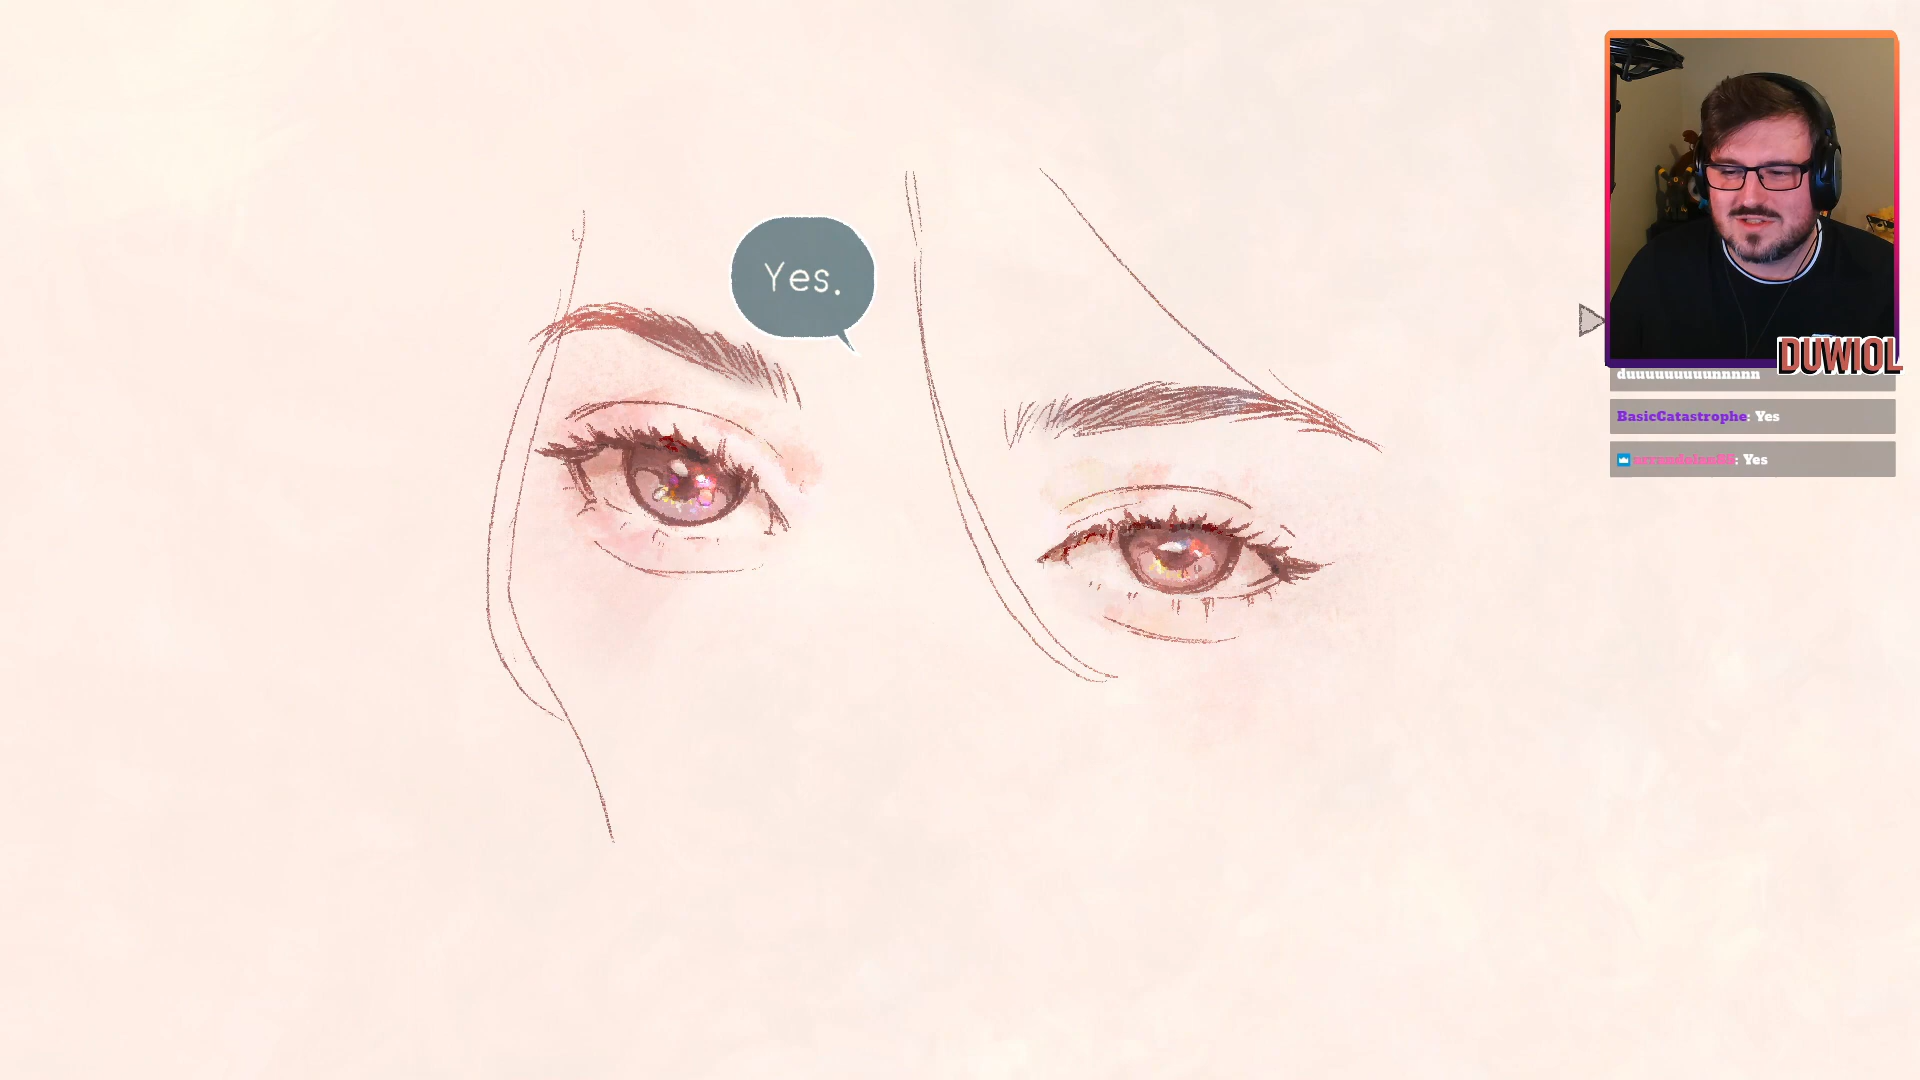 Yes.
DUWIOL
duuuuuuuuunnnnn
BasicCatastrophe: Yes
: Yes